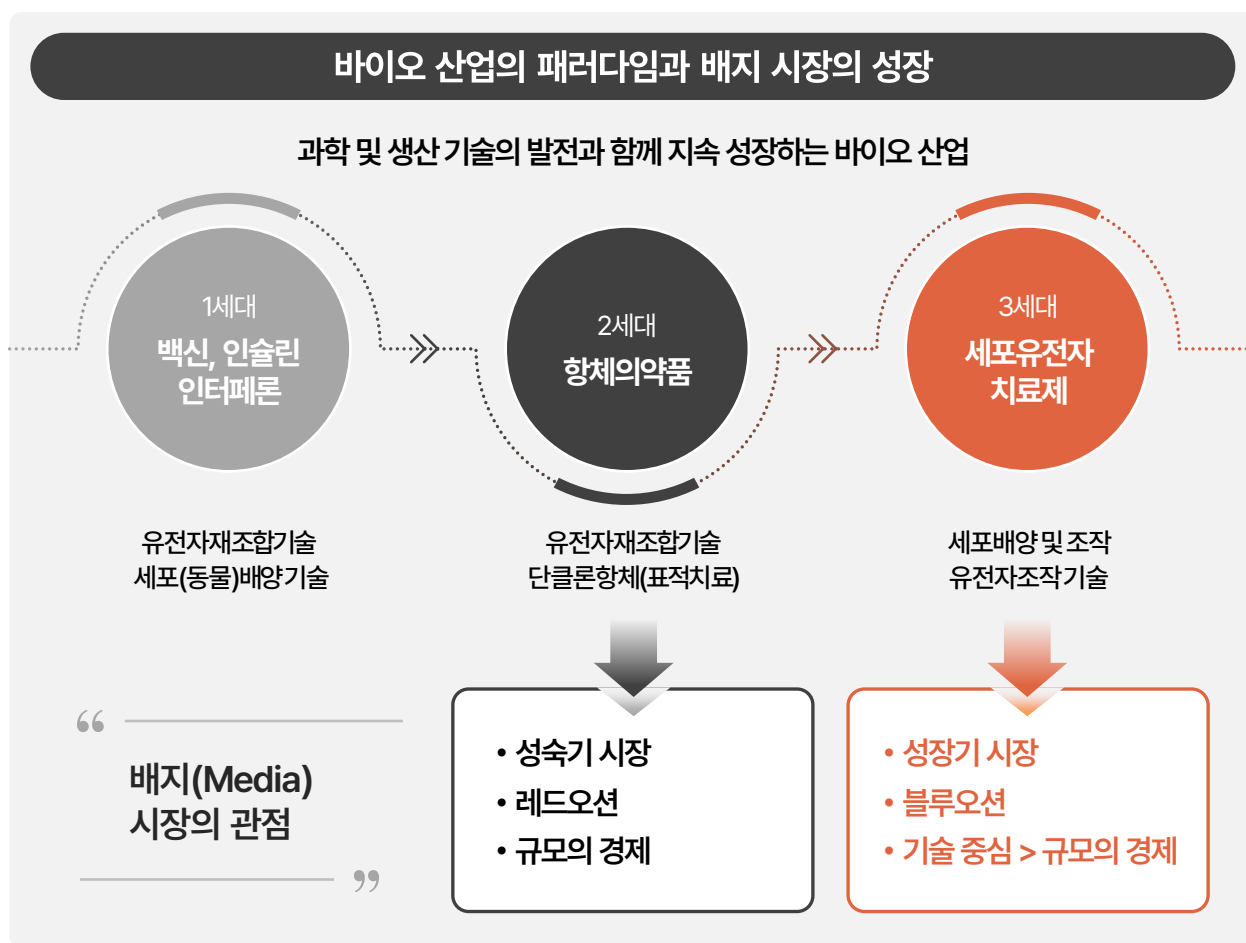 바이오 산업의 패러다임과 배지 시장의 성장
과학 및 생산 기술의 발전과 함께 지속 성장하는 바이오 산업
1세대
백신, 인슐린
인터페론
2세대
항체의약품
3세대
세포유전자
치료제
유전자재조합기술
세포(동물)배양 기술
유전자재조합기술
단클론항체(표적치료)
세포배양 및 조작
유전자조작 기술
“
배지(Media)
시장의 관점
”
• 성숙기 시장
• 레드오션
• 규모의 경제
• 성장기 시장
• 블루오션
• 기술 중심 > 규모의 경제